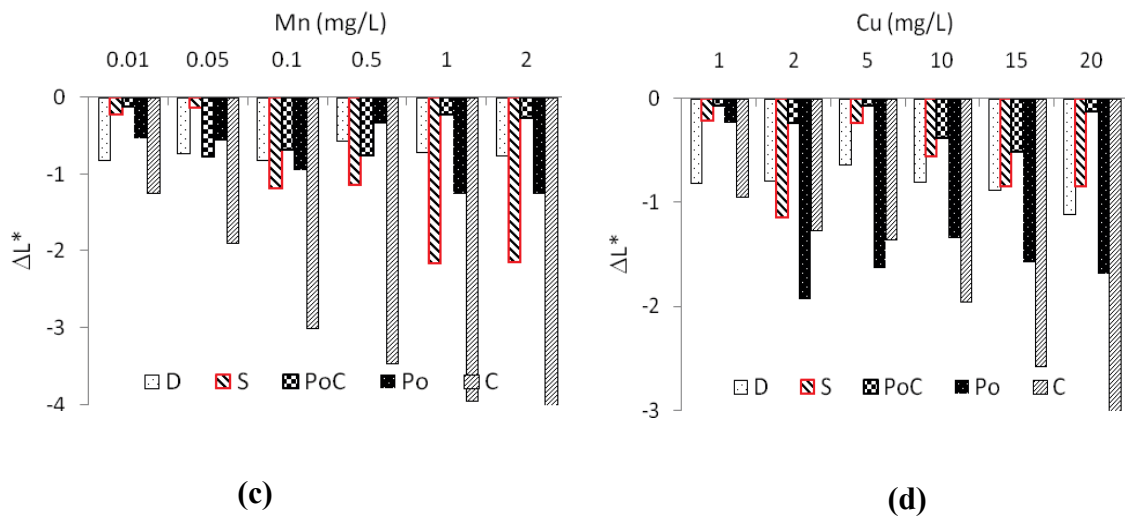 Mn (mg/L)
0.01 0.05 0.1 0.5 1 2
0
-1
-2
-3
-4
ΔL*
D S PoC Po C
(c)
Cu (mg/L)
1 2 5 10 15 20
0
-1
-2
-3
ΔL*
D S PoC Po C
(d)